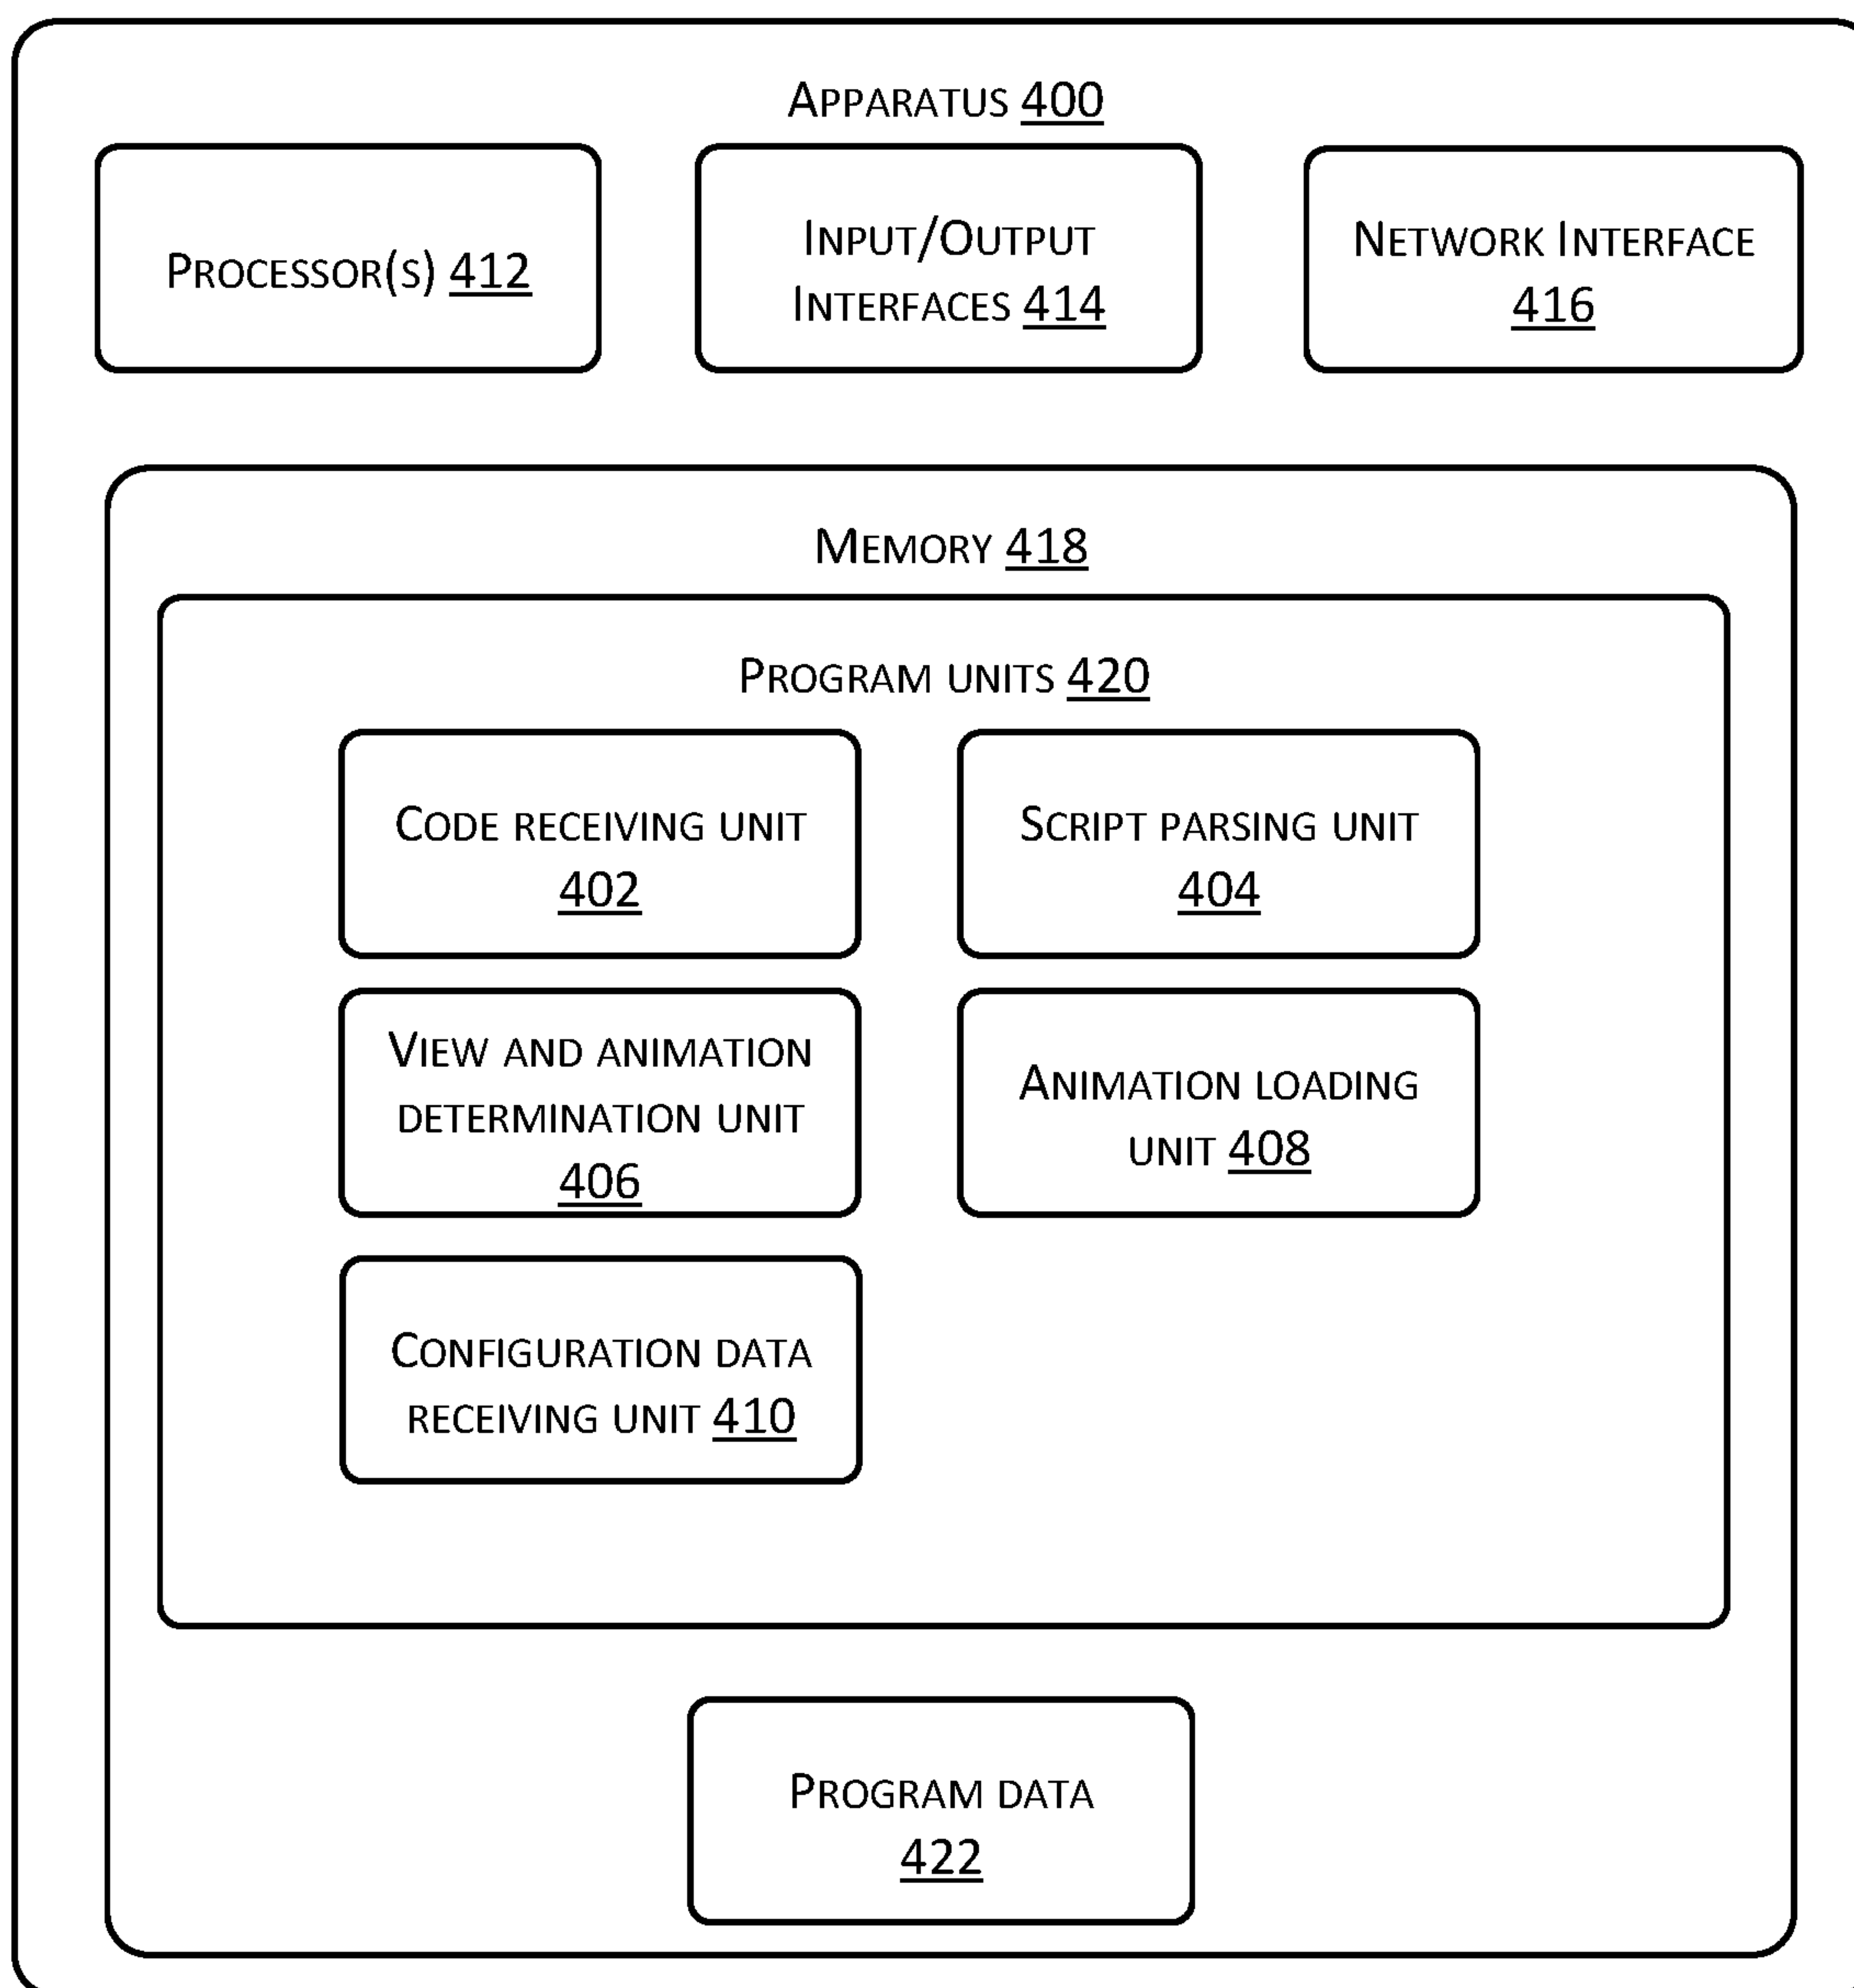 APPARATUS 400
PROCESSOR(S) 412
INPUT/OUTPUT
INTERFACES 414
NETWORK INTERFACE
416
MEMORY 418
PROGRAM UNITS 420
CODE RECEIVING UNIT
402
SCRIPT PARSING UNIT
404
VIEW AND ANIMATION
DETERMINATION UNIT
406
ANIMATION LOADING
UNIT 408
CONFIGURATION DATA
RECEIVING UNIT 410
PROGRAM DATA
422